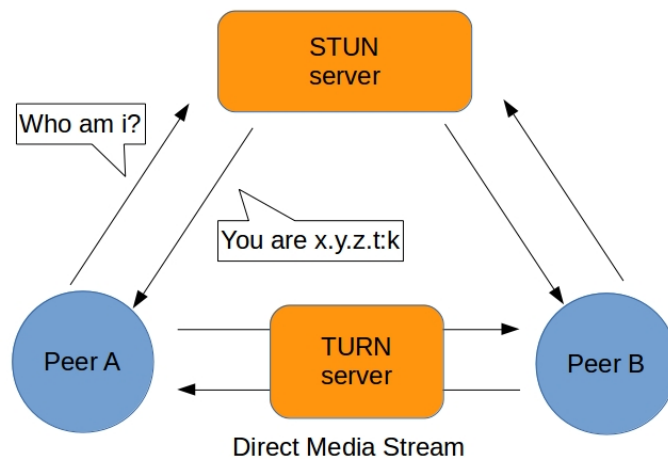 STUN
server
Who am i?
You are x.y.z.t:k
Peer A
TURN
server
Peer B
Direct Media Stream